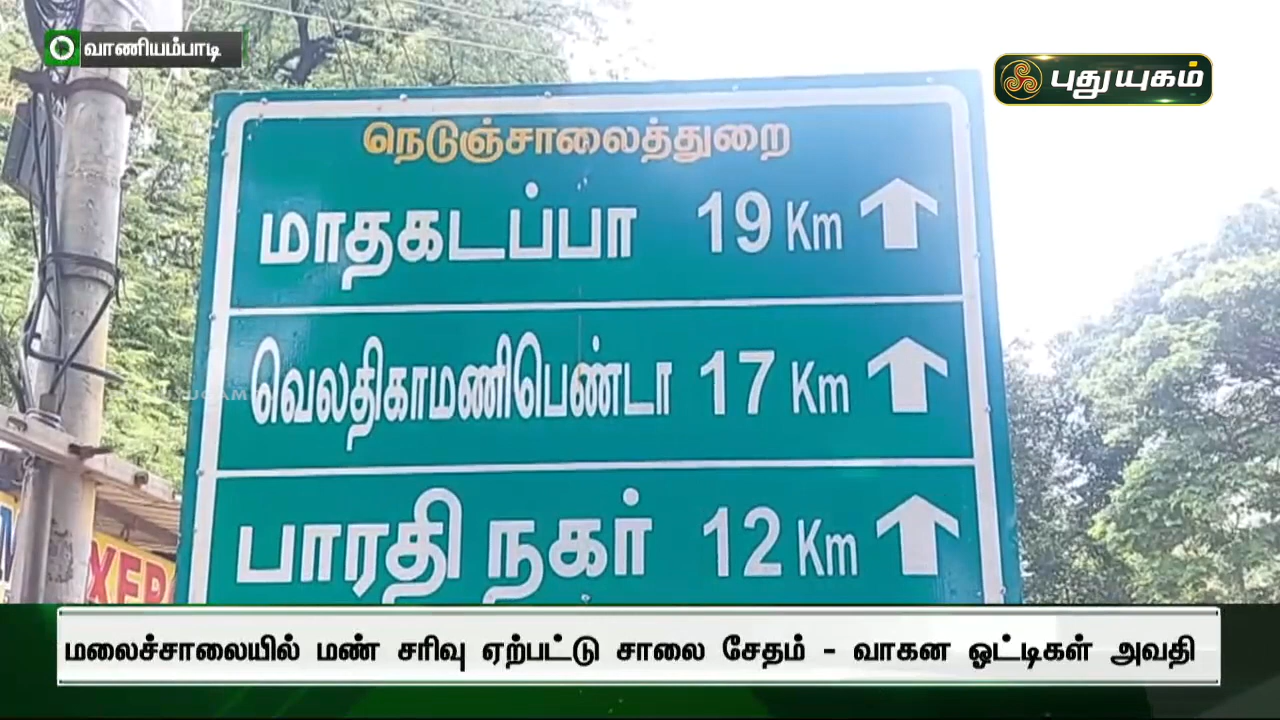 வாணியம்பாடி
புதுயுகம்
நெடுஞ்சாலைத்துறை
மாதகடப்பா 19 Km
வெலதிகாமணிபெண்டா 17 Km
பாரதி நகர் 12 Km
XER
மலைச்சாலையில் மண் சரிவு ஏற்பட்டு சாலை சேதம் - வாகன ஓட்டிகள் அவதி